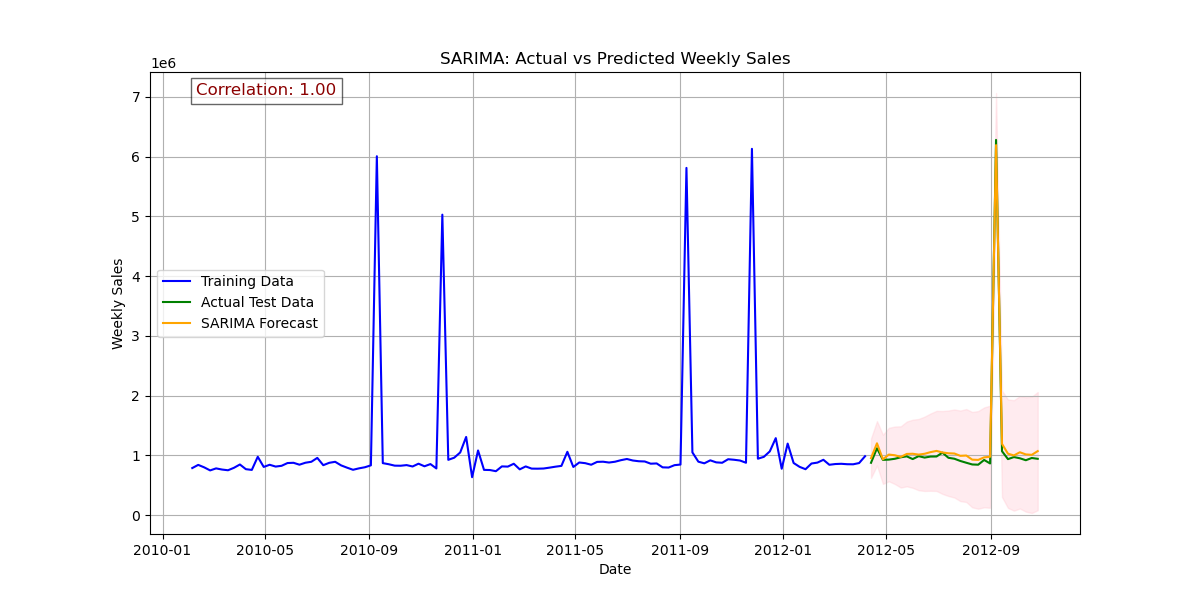 SARIMA: Actual vs Predicted Weekly Sales
1e6
Correlation: 1.00
7
6
5
4
3
2
1
0
Weekly Sales
Training Data
Actual Test Data
SARIMA Forecast
2010-01 2010-05 2010-09 2011-01 2011-05 2011-09 2012-01 2012-05 2012-09
Date